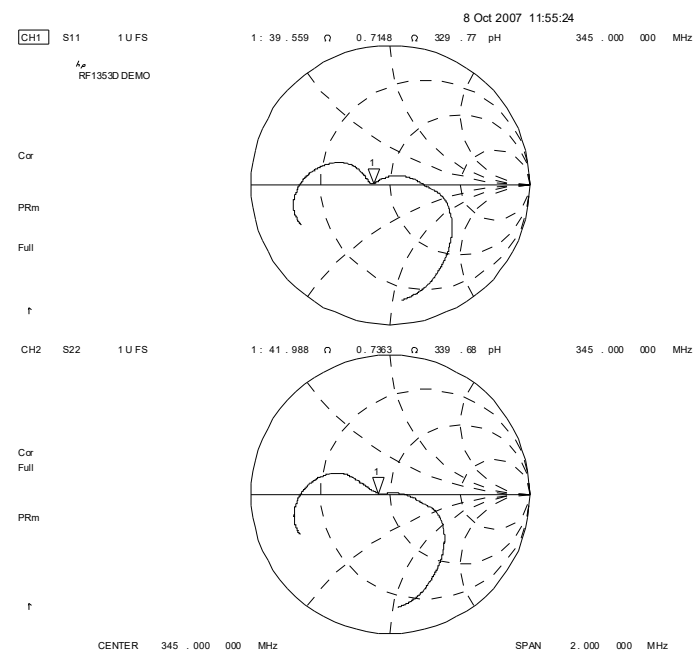 8 Oct 2007 11:55:24
CH1 S11 1 U FS 1: 39 .559 Ω 0.7148 Ω 329 .77 pH 345 .000 000 MHz
hp
RF1353D DEMO
1
Cor
PRm
Full
↑
CH2 S22 1 U FS 1: 41 .988 Ω 0.7363 Ω 339 .68 pH 345 .000 000 MHz
1
Cor
Full
PRm
↑
CENTER 345 .000 000 MHz SPAN 2.000 000 MHz